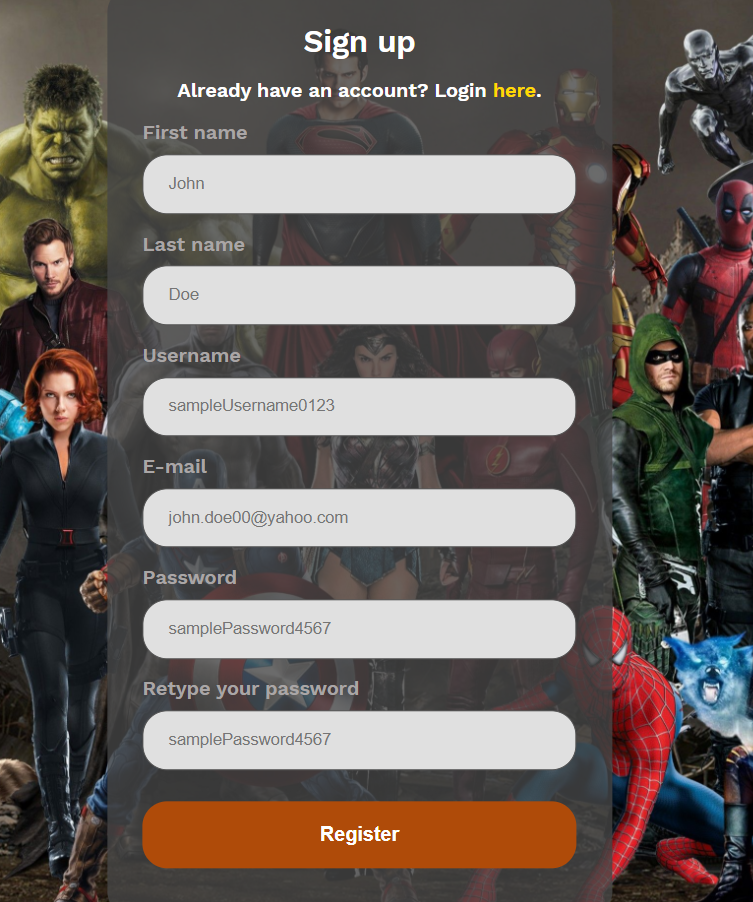 Sign up
Already have an account? Login here.
First name
John
Last name
Doe
Username
sampleUsername0123
E-mail
john.doe00@yahoo.com
Password
samplePassword4567
Retype your password
samplePassword4567
Register